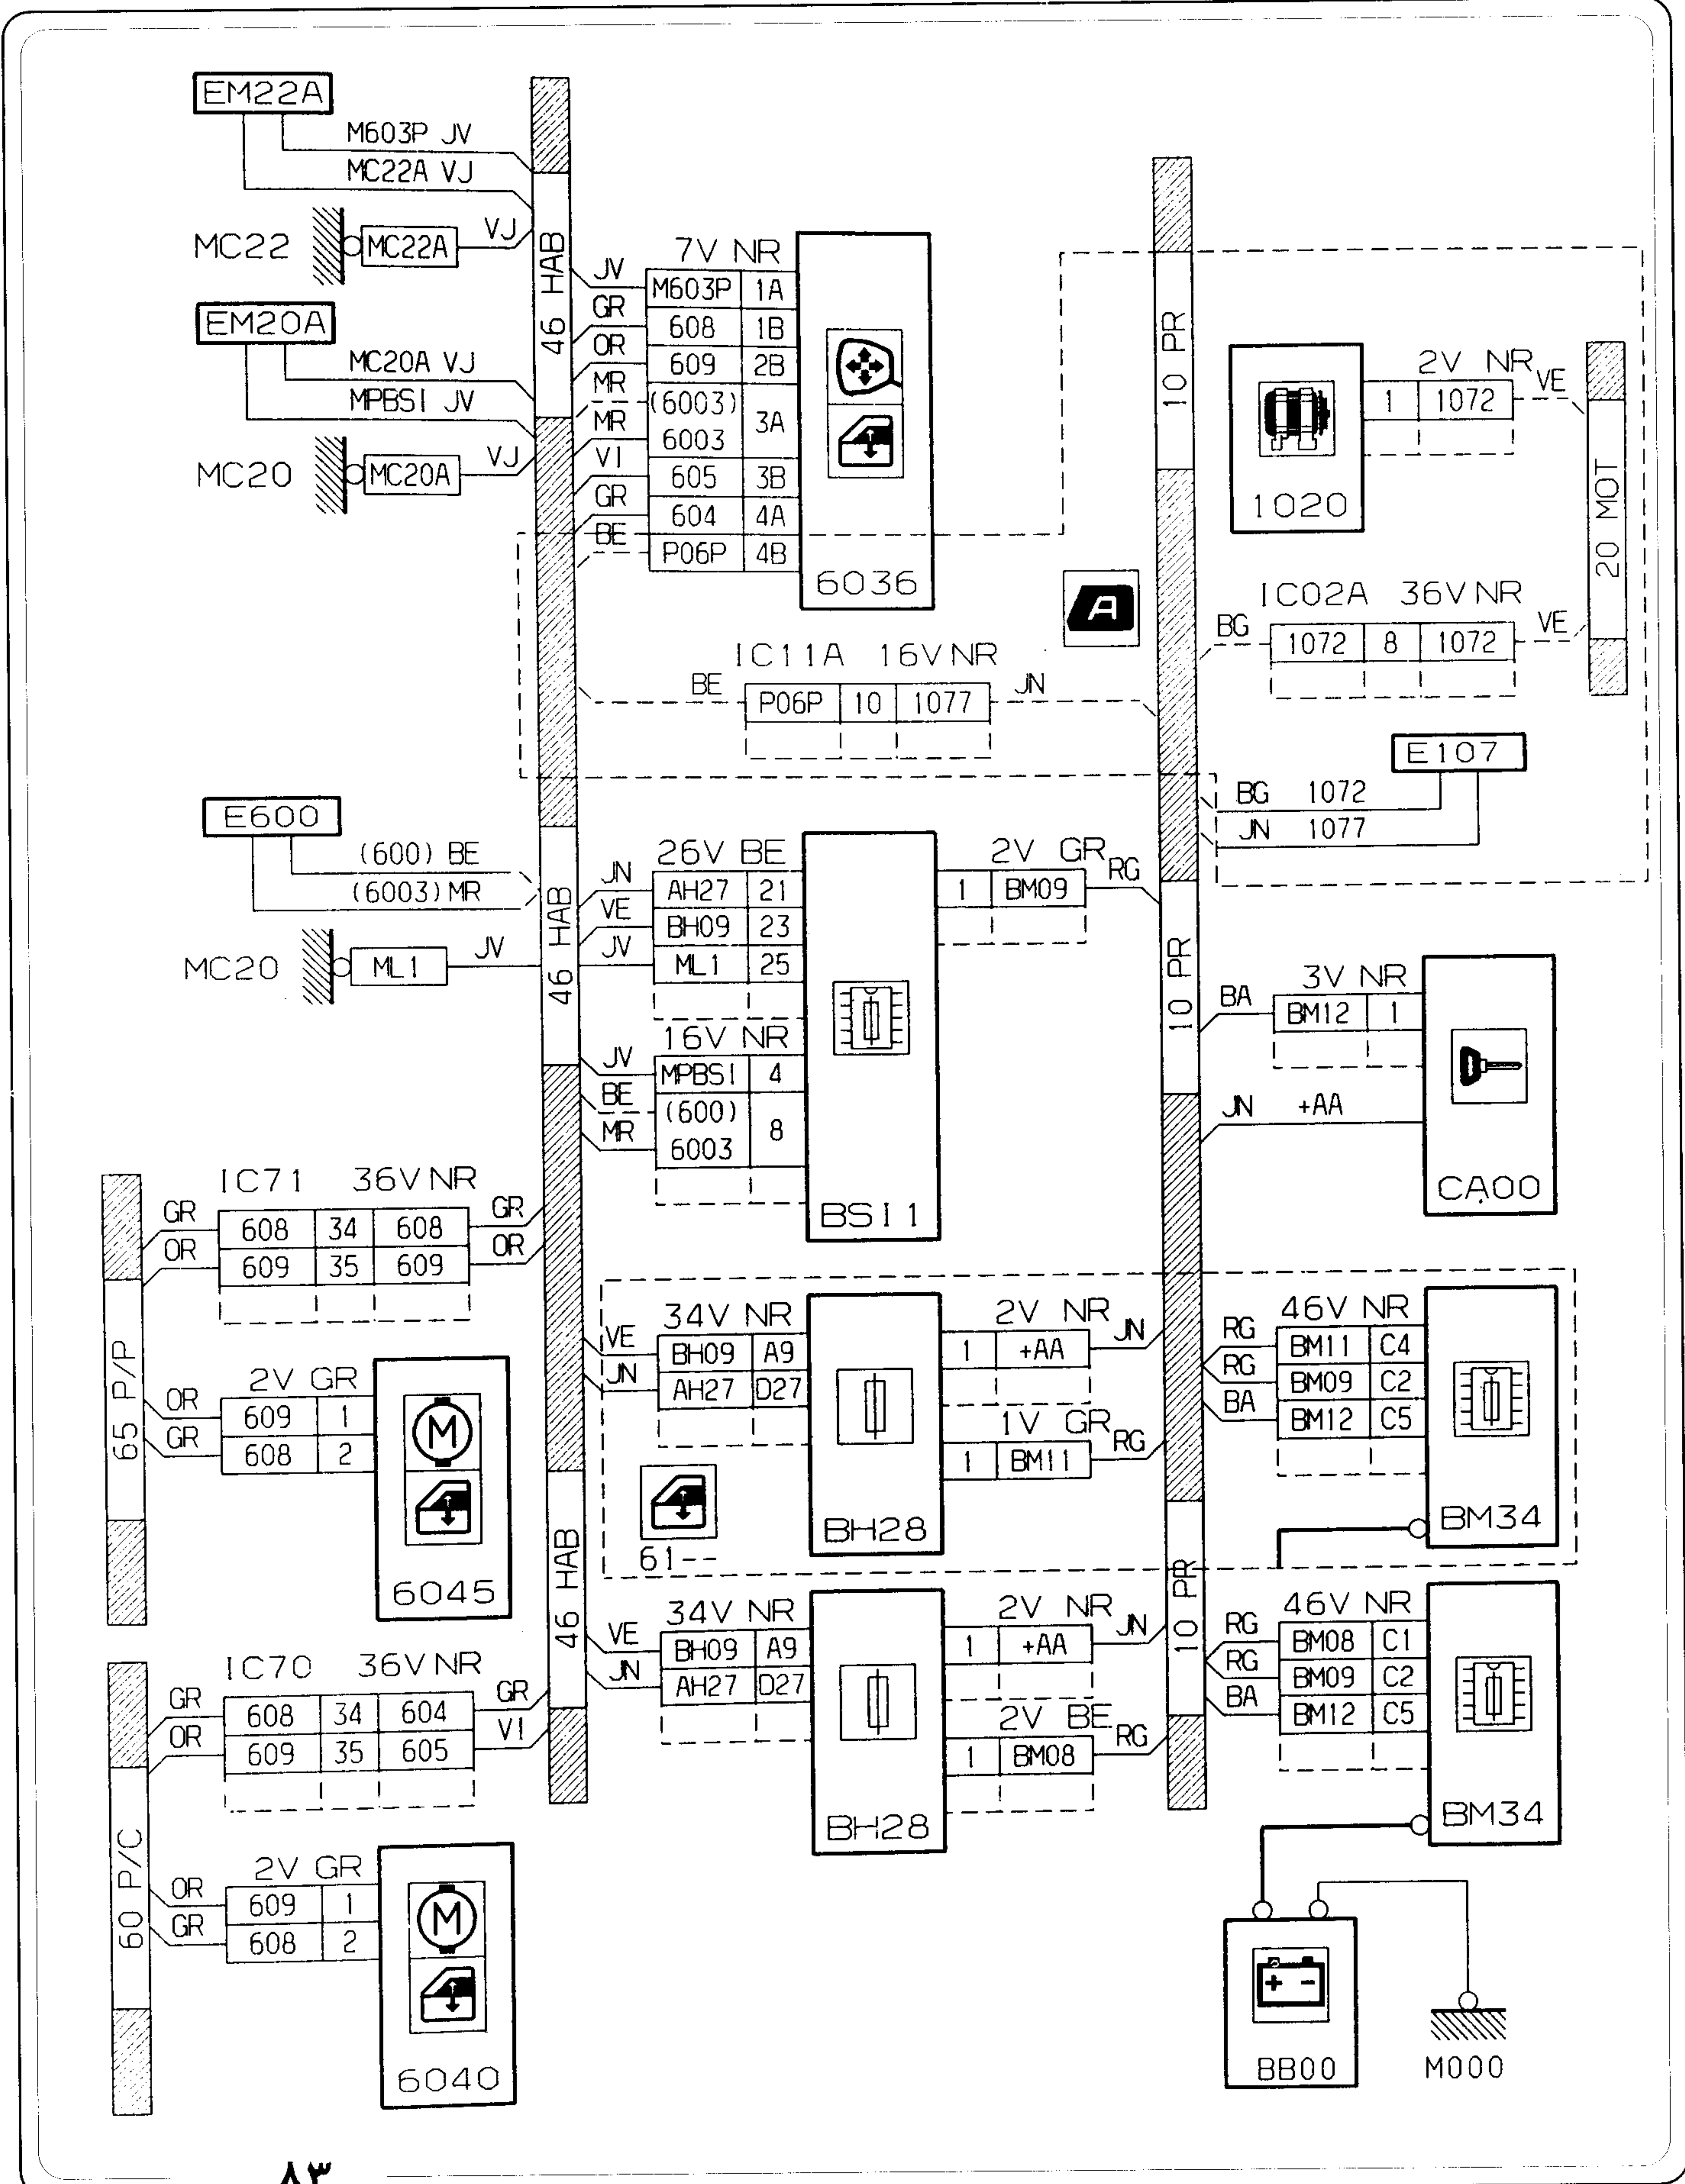 EM22A
M603P JV
MC22A VJ
MC22
MC22A
VJ
EM20A
MC20A VJ
MPBSI JV
MC20
MC20A
VJ
46 HAB
7V NR
JV M603P 1A
GR 608 1B
OR 609 2B
MR (6003)
MR 6003 3A
VI 605 3B
GR 604 4A
BE P06P 4B
6036
10 PR
1020
2V NR
1 1072 VE
20 MOT
A
IC02A 36V NR
BG 1072 8 1072 VE
IC11A 16V NR
BE P06P 10 1077 JN
E107
BG 1072
JN 1077
E600
(600) BE
(6003) MR
MC20
ML1
JV
46 HAB
26V BE
JN AH27 21
VE BH09 23
JV ML1 25
16V NR
JV MPBSI 4
BE (600)
MR 6003 8
BSI1
2V GR
1 BM09 RG
10 PR
3V NR
BA BM12 1
JN +AA
CA00
IC71 36V NR
GR 608 34 608 GR
OR 609 35 609 OR
65 P/P
2V GR
OR 609 1
GR 608 2
M
6045
34V NR
VE BH09 A9
JN AH27 D27
61--
BH28
2V NR
1 +AA JN
1V GR
1 BM11 RG
46V NR
RG BM11 C4
RG BM09 C2
BA BM12 C5
BM34
46 HAB
10 PR
34V NR
VE BH09 A9
JN AH27 D27
BH28
2V NR
1 +AA JN
2V BE
1 BM08 RG
46V NR
RG BM08 C1
RG BM09 C2
BA BM12 C5
BM34
IC70 36V NR
GR 608 34 604 GR
OR 609 35 605 VI
60 P/C
2V GR
OR 609 1
GR 608 2
M
6040
+ -
BB00
M000
٨٣